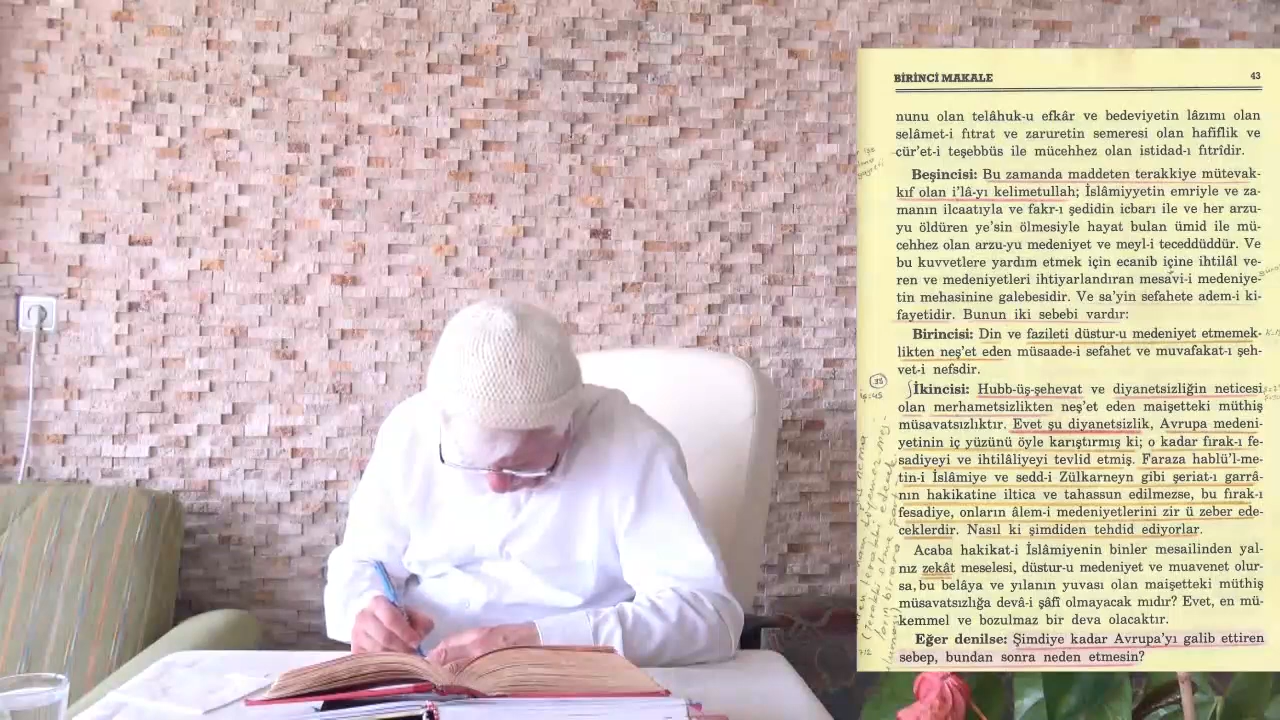 BİRİNCİ MAKALE 43
nunu olan telâhuk-u efkâr ve bedeviyetin lâzımı olan
selâmet-i fıtrat ve zaruretin semeresi olan hafiflik ve
cür'et-i teşebbüs ile mücehhez olan istidad-ı fıtrîdir.
Beşincisi: Bu zamanda maddeten terakkiye mütevak-
kıf olan i'lâ-yı kelimetullah; İslâmiyyetin emriyle ve za-
manın ilcaatıyla ve fakr-ı şedidin icbarı ile ve her arzu-
yu öldüren ye'sin ölmesiyle hayat bulan ümid ile mü-
cehhez olan arzu-yu medeniyet ve meyl-i teceddüddür. Ve
bu kuvvetlere yardım etmek için ecanib içine ihtilâl ve-
ren ve medeniyetleri ihtiyarlandıran mesâvi-i medeniye-
tin mehasinine galebesidir. Ve sa'yin sefahete adem-i ki-
fayetidir. Bunun iki sebebi vardır:
Birincisi: Din ve fazileti düstur-u medeniyet etmemek-
likten neş'et eden müsaade-i sefahet ve muvafakat-ı şeh-
vet-i nefsdir.
İkincisi: Hubb-üş-şehevat ve diyanetsizliğin neticesi
olan merhametsizlikten neş'et eden maişetteki müthiş
müsavatsızlıktır. Evet şu diyanetsizlik, Avrupa medeni-
yetinin iç yüzünü öyle karıştırmış ki; o kadar fırak-ı fe-
sadiyeyi ve ihtilâliyeyi tevlid etmiş. Faraza hablü'l-me-
tin-i İslâmiye ve sedd-i Zülkarneyn gibi şeriat-ı garrâ-
nın hakikatine iltica ve tahassun edilmezse, bu fırak-ı
fesadiye, onların âlem-i medeniyetlerini zir ü zeber ede-
ceklerdir. Nasıl ki şimdiden tehdid ediyorlar.
Acaba hakikat-i İslâmiyenin binler mesailinden yal-
nız zekât meselesi, düstur-u medeniyet ve muavenet olur-
sa, bu belâya ve yılanın yuvası olan maişetteki müthiş
müsavatsızlığa devâ-i şâfî olmayacak mıdır? Evet, en mü-
kemmel ve bozulmaz bir deva olacaktır.
Eğer denilse: Şimdiye kadar Avrupa'yı galib ettiren
sebep, bundan sonra neden etmesin?